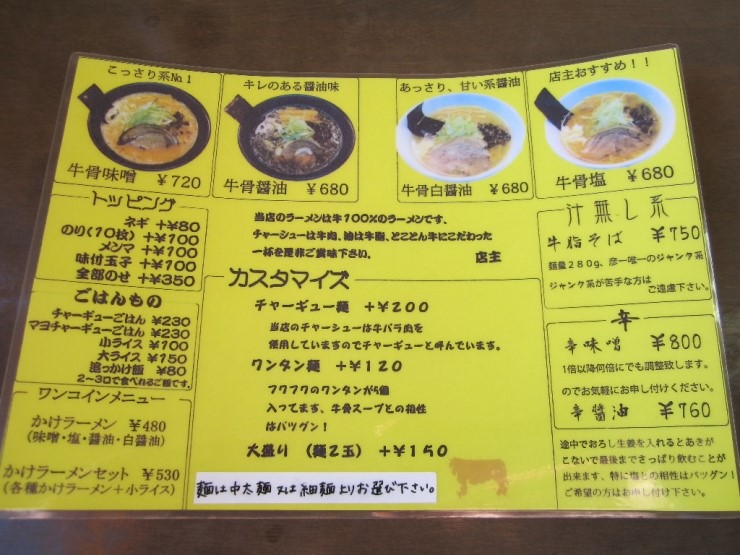 こってり系No.1
牛骨味噌 ￥720
キレのある醤油味
牛骨醤油 ￥680
あっさり、甘い系醤油
牛骨白醤油 ￥680
店主おすすめ！！
牛骨塩 ￥680
トッピング
ネギ +￥80
のり(10枚) +￥100
メンマ +￥100
味付玉子 +￥100
全部のせ +￥350
ごはんもの
チャーギューごはん ￥230
マヨチャーギューごはん ￥230
小ライス ￥100
大ライス ￥150
追っかけ飯 ￥80
2〜3口で食べれるご飯です。
ワンコインメニュー
かけラーメン ￥480
(味噌・塩・醤油・白醤油)
かけラーメンセット ￥530
(各種かけラーメン＋小ライス)
当店のラーメンは牛100%のラーメンです、
チャーシューは牛肉、油は牛脂、とことん牛にこだわった
一杯を是非ご賞味下さい。
店主
カスタマイズ
チャーギュー麺 +￥200
当店のチャーシューは牛バラ肉を
使用していますのでチャーギューと呼んでいます。
ワンタン麺 +￥120
フワフワのワンタンが5個
入ってます、牛骨スープとの相性
はバツグン！
大盛り (麺2玉) +￥150
麺は中太麺又は細麺よりお選び下さい。
汁無し系
牛脂そば ￥750
麺量280g、彦一唯一のジャンク系
ジャンク系が苦手な方は
ご遠慮下さい。
辛
辛味噌 ￥800
1倍以降何倍にでも調整致します。
のでお気軽にお申し付けください。
辛醤油 ￥760
途中でおろし生姜を入れるとあき
こないで最後までさっぱり飲むことが
出来ます、特に塩との相性はバツグン！
ご希望の方はお申し付け下さい。